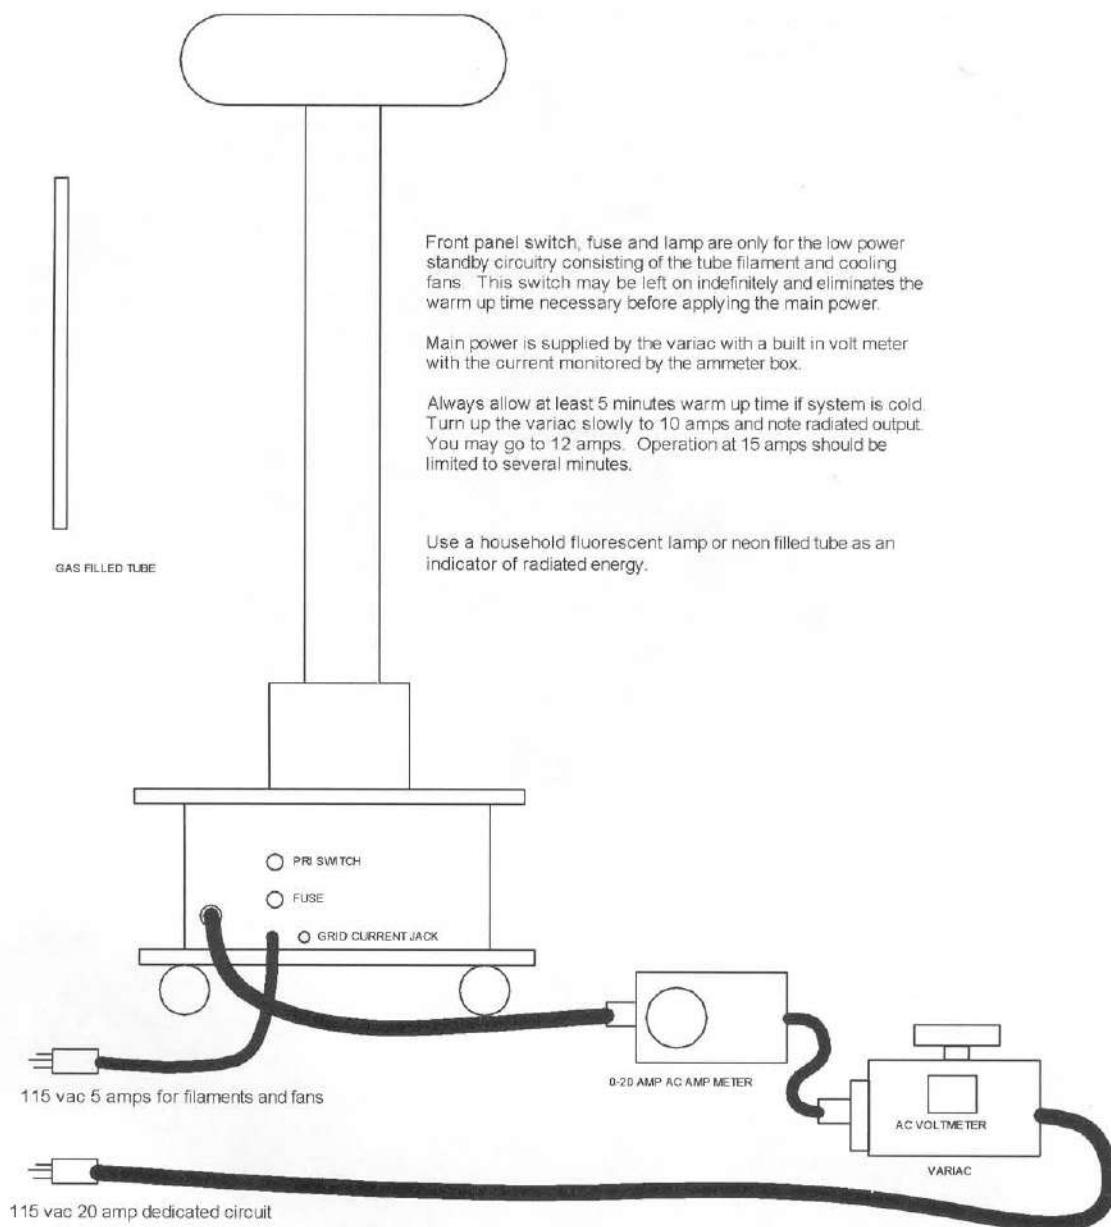 Front panel switch, fuse and lamp are only for the low power
standby circuitry consisting of the tube filament and cooling
fans. This switch may be left on indefinitely and eliminates the
warm up time necessary before applying the main power.
Main power is supplied by the variac with a built in volt meter
with the current monitored by the ammeter box.
Always allow at least 5 minutes warm up time if system is cold.
Turn up the variac slowly to 10 amps and note radiated output.
You may go to 12 amps. Operation at 15 amps should be
limited to several minutes.
Use a household fluorescent lamp or neon filled tube as an
indicator of radiated energy.
GAS FILLED TUBE
PRI SWITCH
FUSE
GRID CURRENT JACK
0-20 AMP AC AMP METER
115 vac 5 amps for filaments and fans
AC VOLTMETER
VARIAC
115 vac 20 amp dedicated circuit